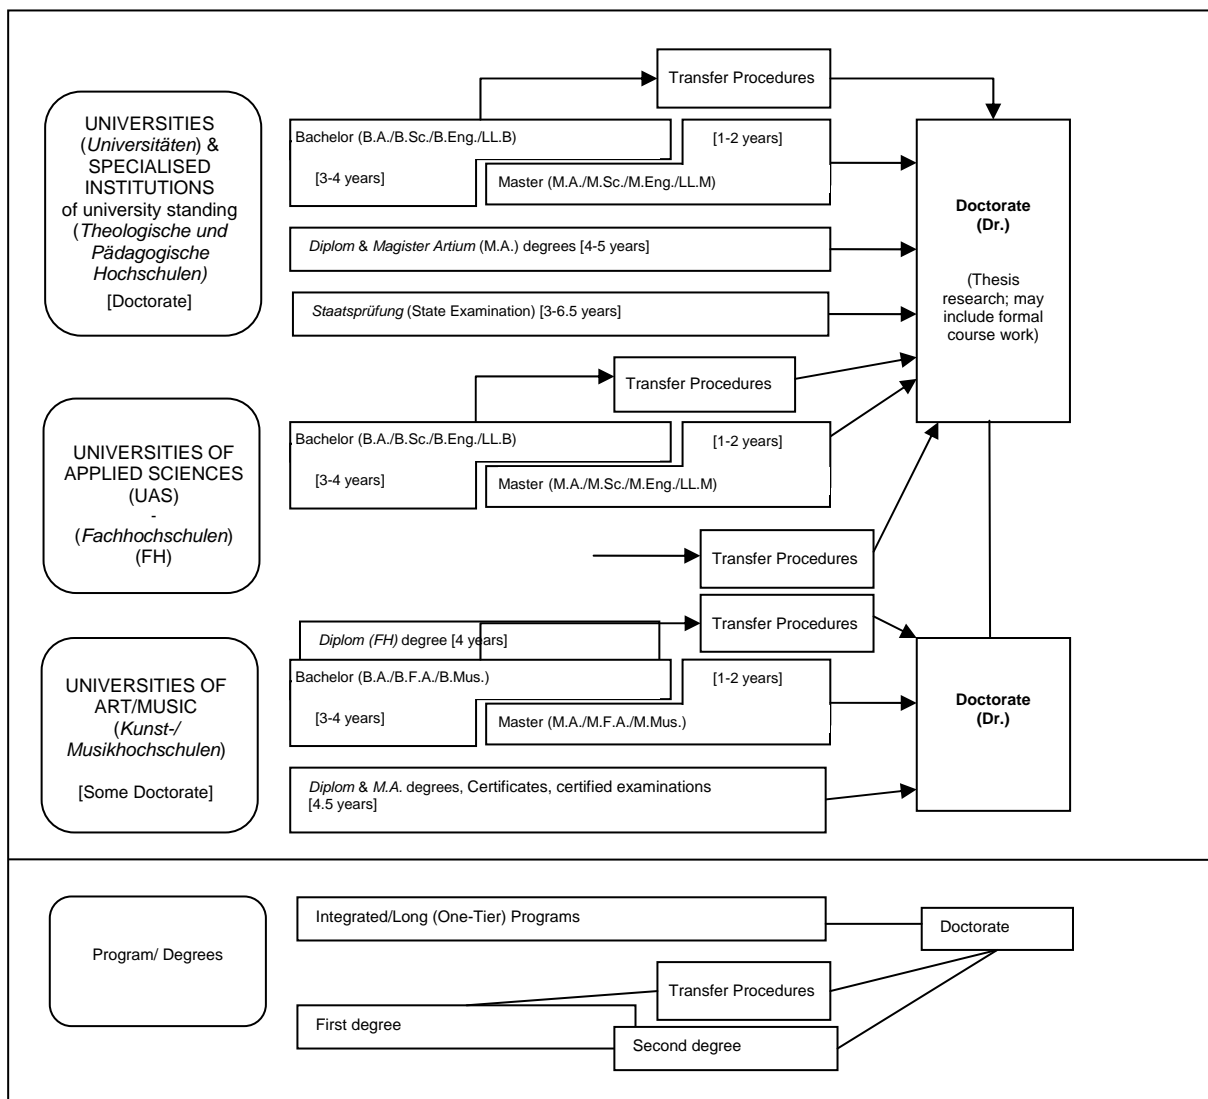 Transfer Procedures
UNIVERSITIES
(Universitäten) &
SPECIALISED
INSTITUTIONS
of university standing
(Theologische und
Pädagogische
Hochschulen)
[Doctorate]
Bachelor (B.A./B.Sc./B.Eng./LL.B)
[3-4 years]
[1-2 years]
Master (M.A./M.Sc./M.Eng./LL.M)
Diplom & Magister Artium (M.A.) degrees [4-5 years]
Staatsprüfung (State Examination) [3-6.5 years]
Doctorate
(Dr.)
(Thesis
research; may
include formal
course work)
Transfer Procedures
UNIVERSITIES OF
APPLIED SCIENCES
(UAS)
-
(Fachhochschulen)
(FH)
Bachelor (B.A./B.Sc./B.Eng./LL.B)
[3-4 years]
[1-2 years]
Master (M.A./M.Sc./M.Eng./LL.M)
Transfer Procedures
Transfer Procedures
Diplom (FH) degree [4 years]
UNIVERSITIES OF
ART/MUSIC
(Kunst-/
Musikhochschulen)
[Some Doctorate]
Bachelor (B.A./B.F.A./B.Mus.)
[3-4 years]
[1-2 years]
Master (M.A./M.F.A./M.Mus.)
Diplom & M.A. degrees, Certificates, certified examinations
[4.5 years]
Doctorate
(Dr.)
Program/ Degrees
Integrated/Long (One-Tier) Programs
Doctorate
Transfer Procedures
First degree
Second degree